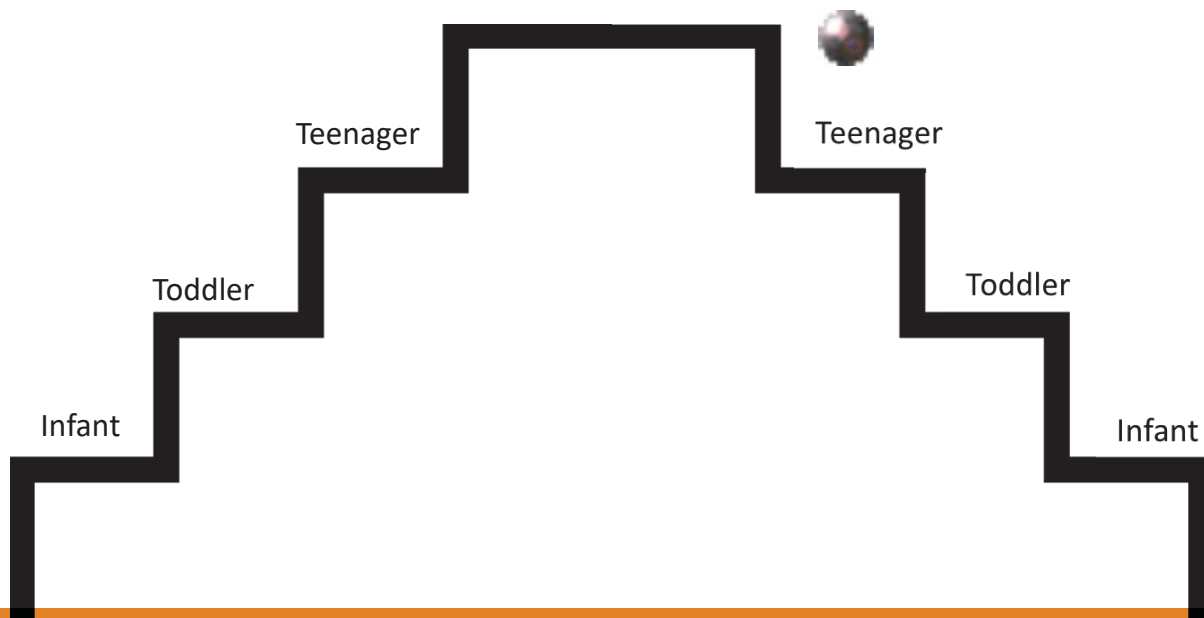 Teenager
Teenager
Toddler
Toddler
Infant
Infant